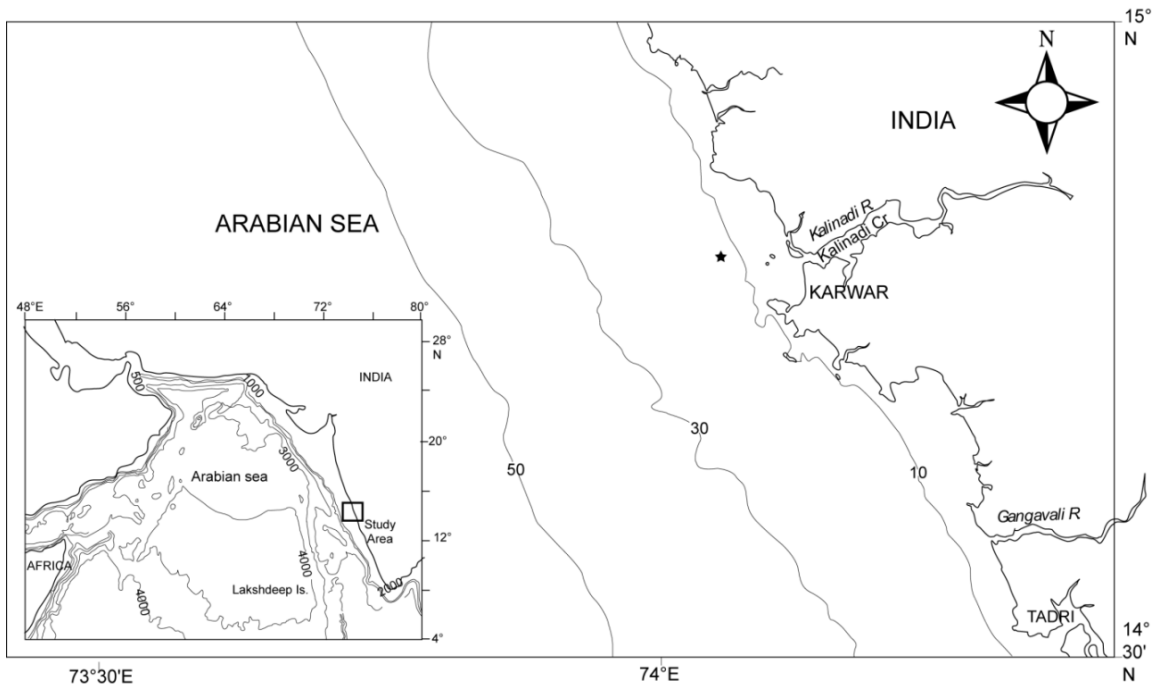 15°
N
N
INDIA
ARABIAN SEA
Kalinadi R
Kalinadi Cr
KARWAR
48°E
56°
64°
72°
80°
28°
N
INDIA
500
1000
3000
20°
Arabian sea
Study
Area
12°
AFRICA
4000
2000
Lakshdeep Is.
4000
4°
50
30
10
Gangavali R
TADRI
14°
30'
N
73°30'E
74°E